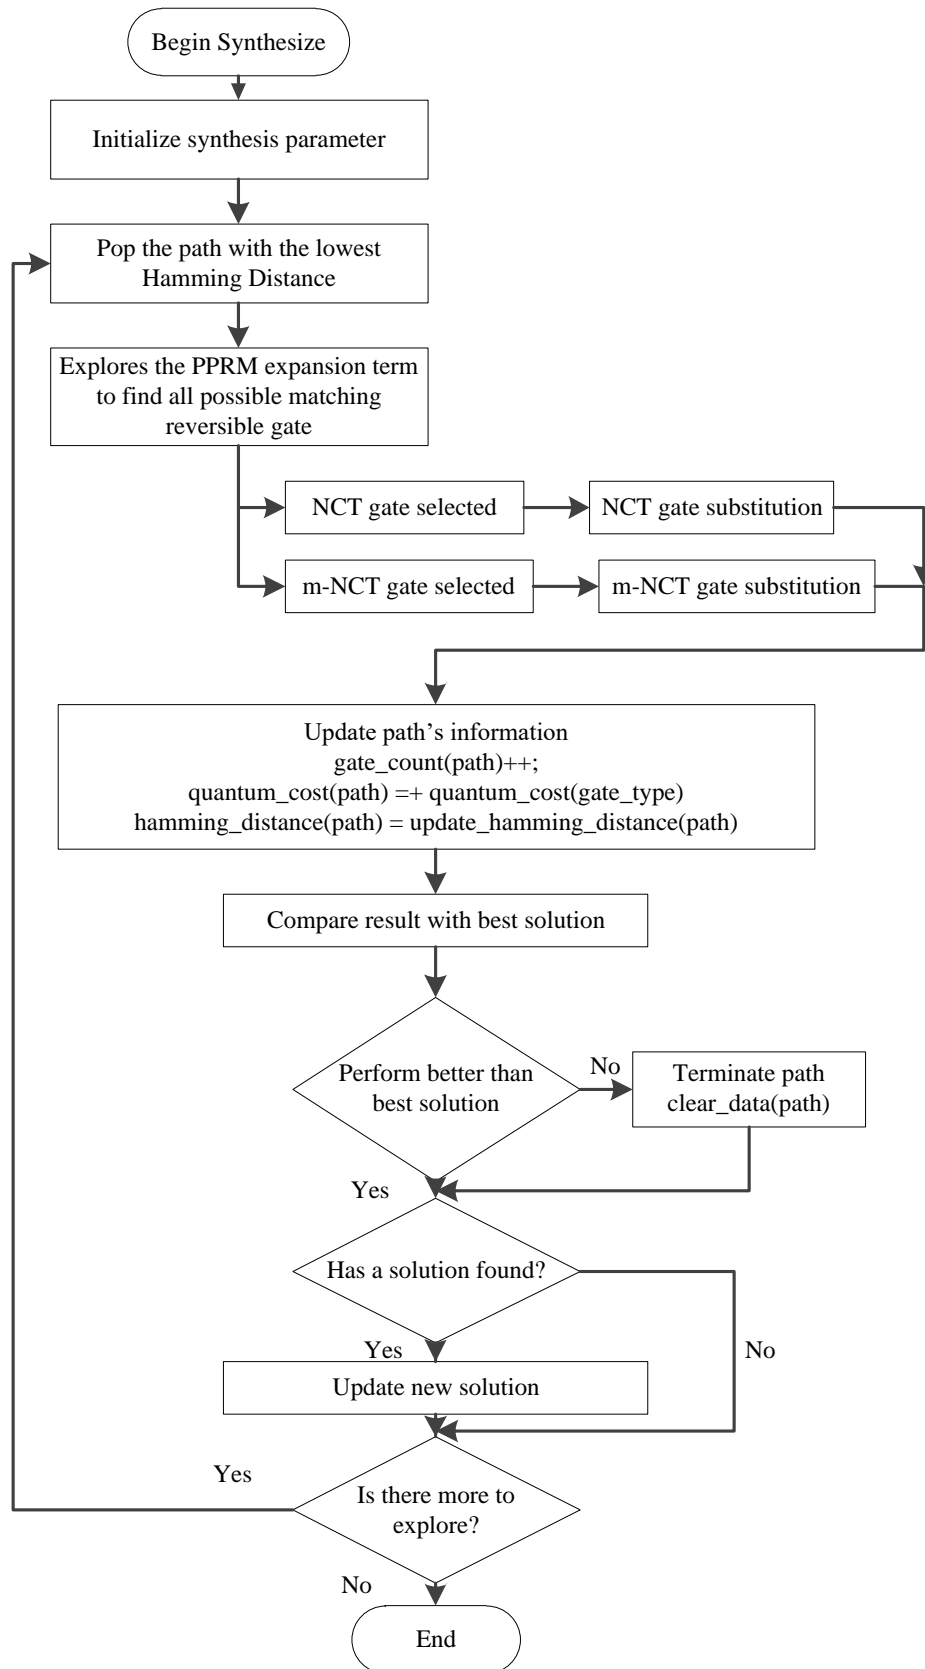 Begin Synthesize
Initialize synthesis parameter
Pop the path with the lowest
Hamming Distance
Explores the PPRM expansion term
to find all possible matching
reversible gate
NCT gate selected
NCT gate substitution
m-NCT gate selected
m-NCT gate substitution
Update path’s information
gate_count(path)++;
quantum_cost(path) =+ quantum_cost(gate_type)
hamming_distance(path) = update_hamming_distance(path)
Compare result with best solution
Perform better than
best solution
No
Terminate path
clear_data(path)
Yes
Has a solution found?
Yes
No
Update new solution
Yes
Is there more to
explore?
No
End